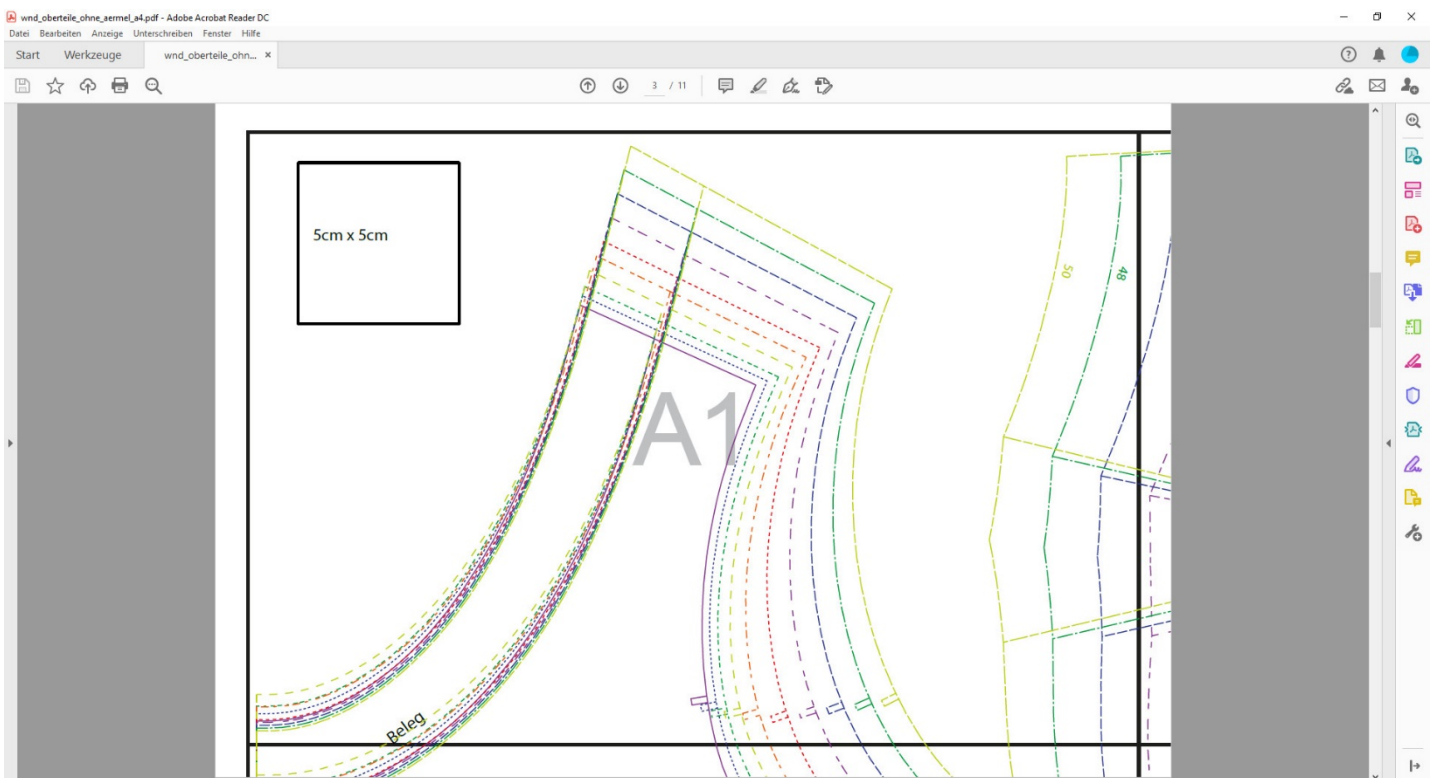 wnd_oberteile_ohne_aermel_a4.pdf - Adobe Acrobat Reader DC
Datei Bearbeiten Anzeige Unterschreiben Fenster Hilfe
Start Werkzeuge wnd_oberteile_ohn... ×
3 / 11
5cm x 5cm
50
48
A1
Beleg